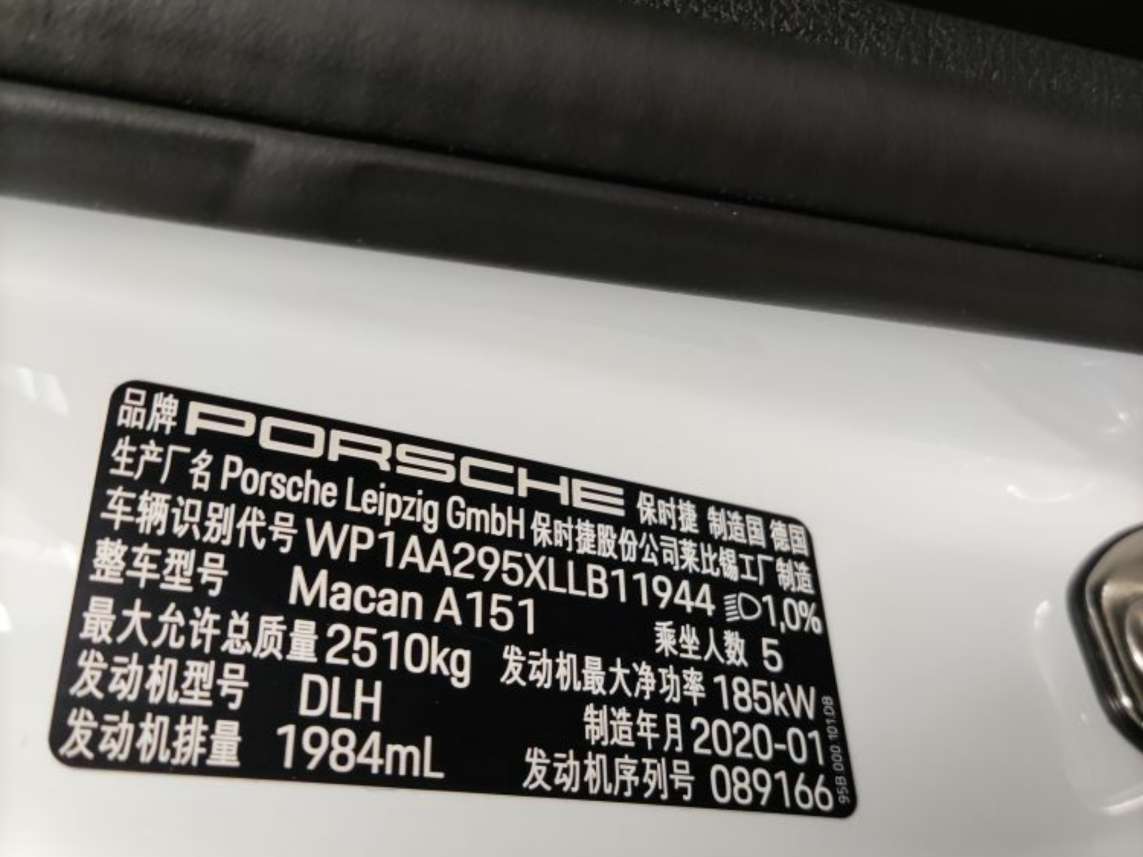 品牌 PORSCHE 保时捷 制造国 德国
生产厂名 Porsche Leipzig GmbH 保时捷股份公司莱比锡工厂制造
车辆识别代号 WP1AA295XLLB11944 1,0%
整车型号 Macan A151 乘坐人数 5
最大允许总质量 2510kg 发动机最大净功率 185kW
发动机型号 DLH 制造年月 2020-01
发动机排量 1984mL 发动机序列号 089166
95B 000 101.DB